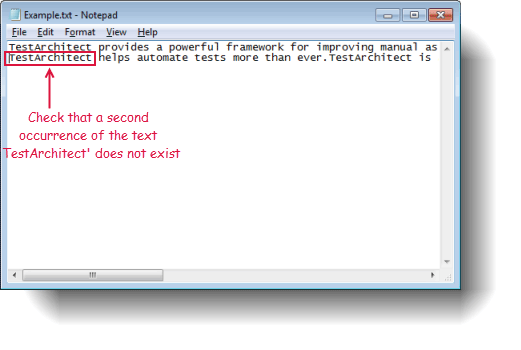 Example.txt - Notepad
File Edit Format View Help
TestArchitect provides a powerful framework for improving manual as
TestArchitect helps automate tests more than ever.TestArchitect is
Check that a second
occurrence of the text
TestArchitect' does not exist